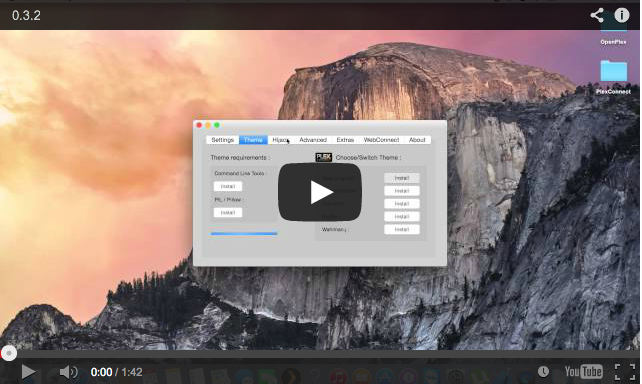 0.3.2
OpenPlex
PlexConnect
Settings Theme Hijack Advanced Extras WebConnect About
Theme requirements :
PLEX Choose/Switch Theme :
Command Line Tools :
Install
Install
PIL / Pillow :
Install
Install
Install
Install
Wahlman.j :
Install
0:00 / 1:42
YouTube